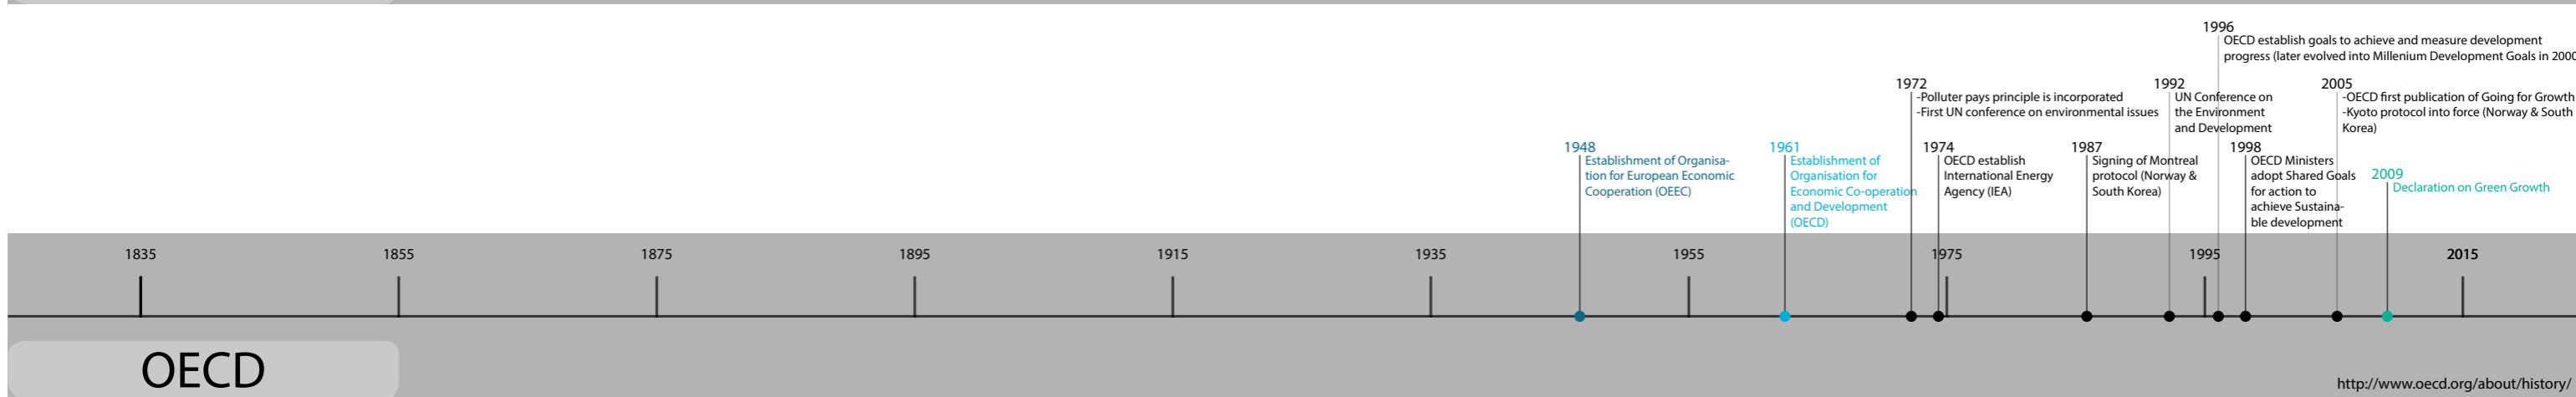 1996
OECD establish goals to achieve and measure development
progress (later evolved into Millenium Development Goals in 2000
1972
-Polluter pays principle is incorporated
-First UN conference on environmental issues
1992
UN Conference on
the Environment
and Development
2005
-OECD first publication of Going for Growth
-Kyoto protocol into force (Norway & South
Korea)
1948
Establishment of Organisa-
tion for European Economic
Cooperation (OEEC)
1961
Establishment of
Organisation for
Economic Co-operation
and Development
(OECD)
1974
OECD establish
International Energy
Agency (IEA)
1987
Signing of Montreal
protocol (Norway &
South Korea)
1998
OECD Ministers
adopt Shared Goals
for action to
achieve Sustaina-
ble development
2009
Declaration on Green Growth
1835
1855
1875
1895
1915
1935
1955
1975
1995
2015
OECD
http://www.oecd.org/about/history/